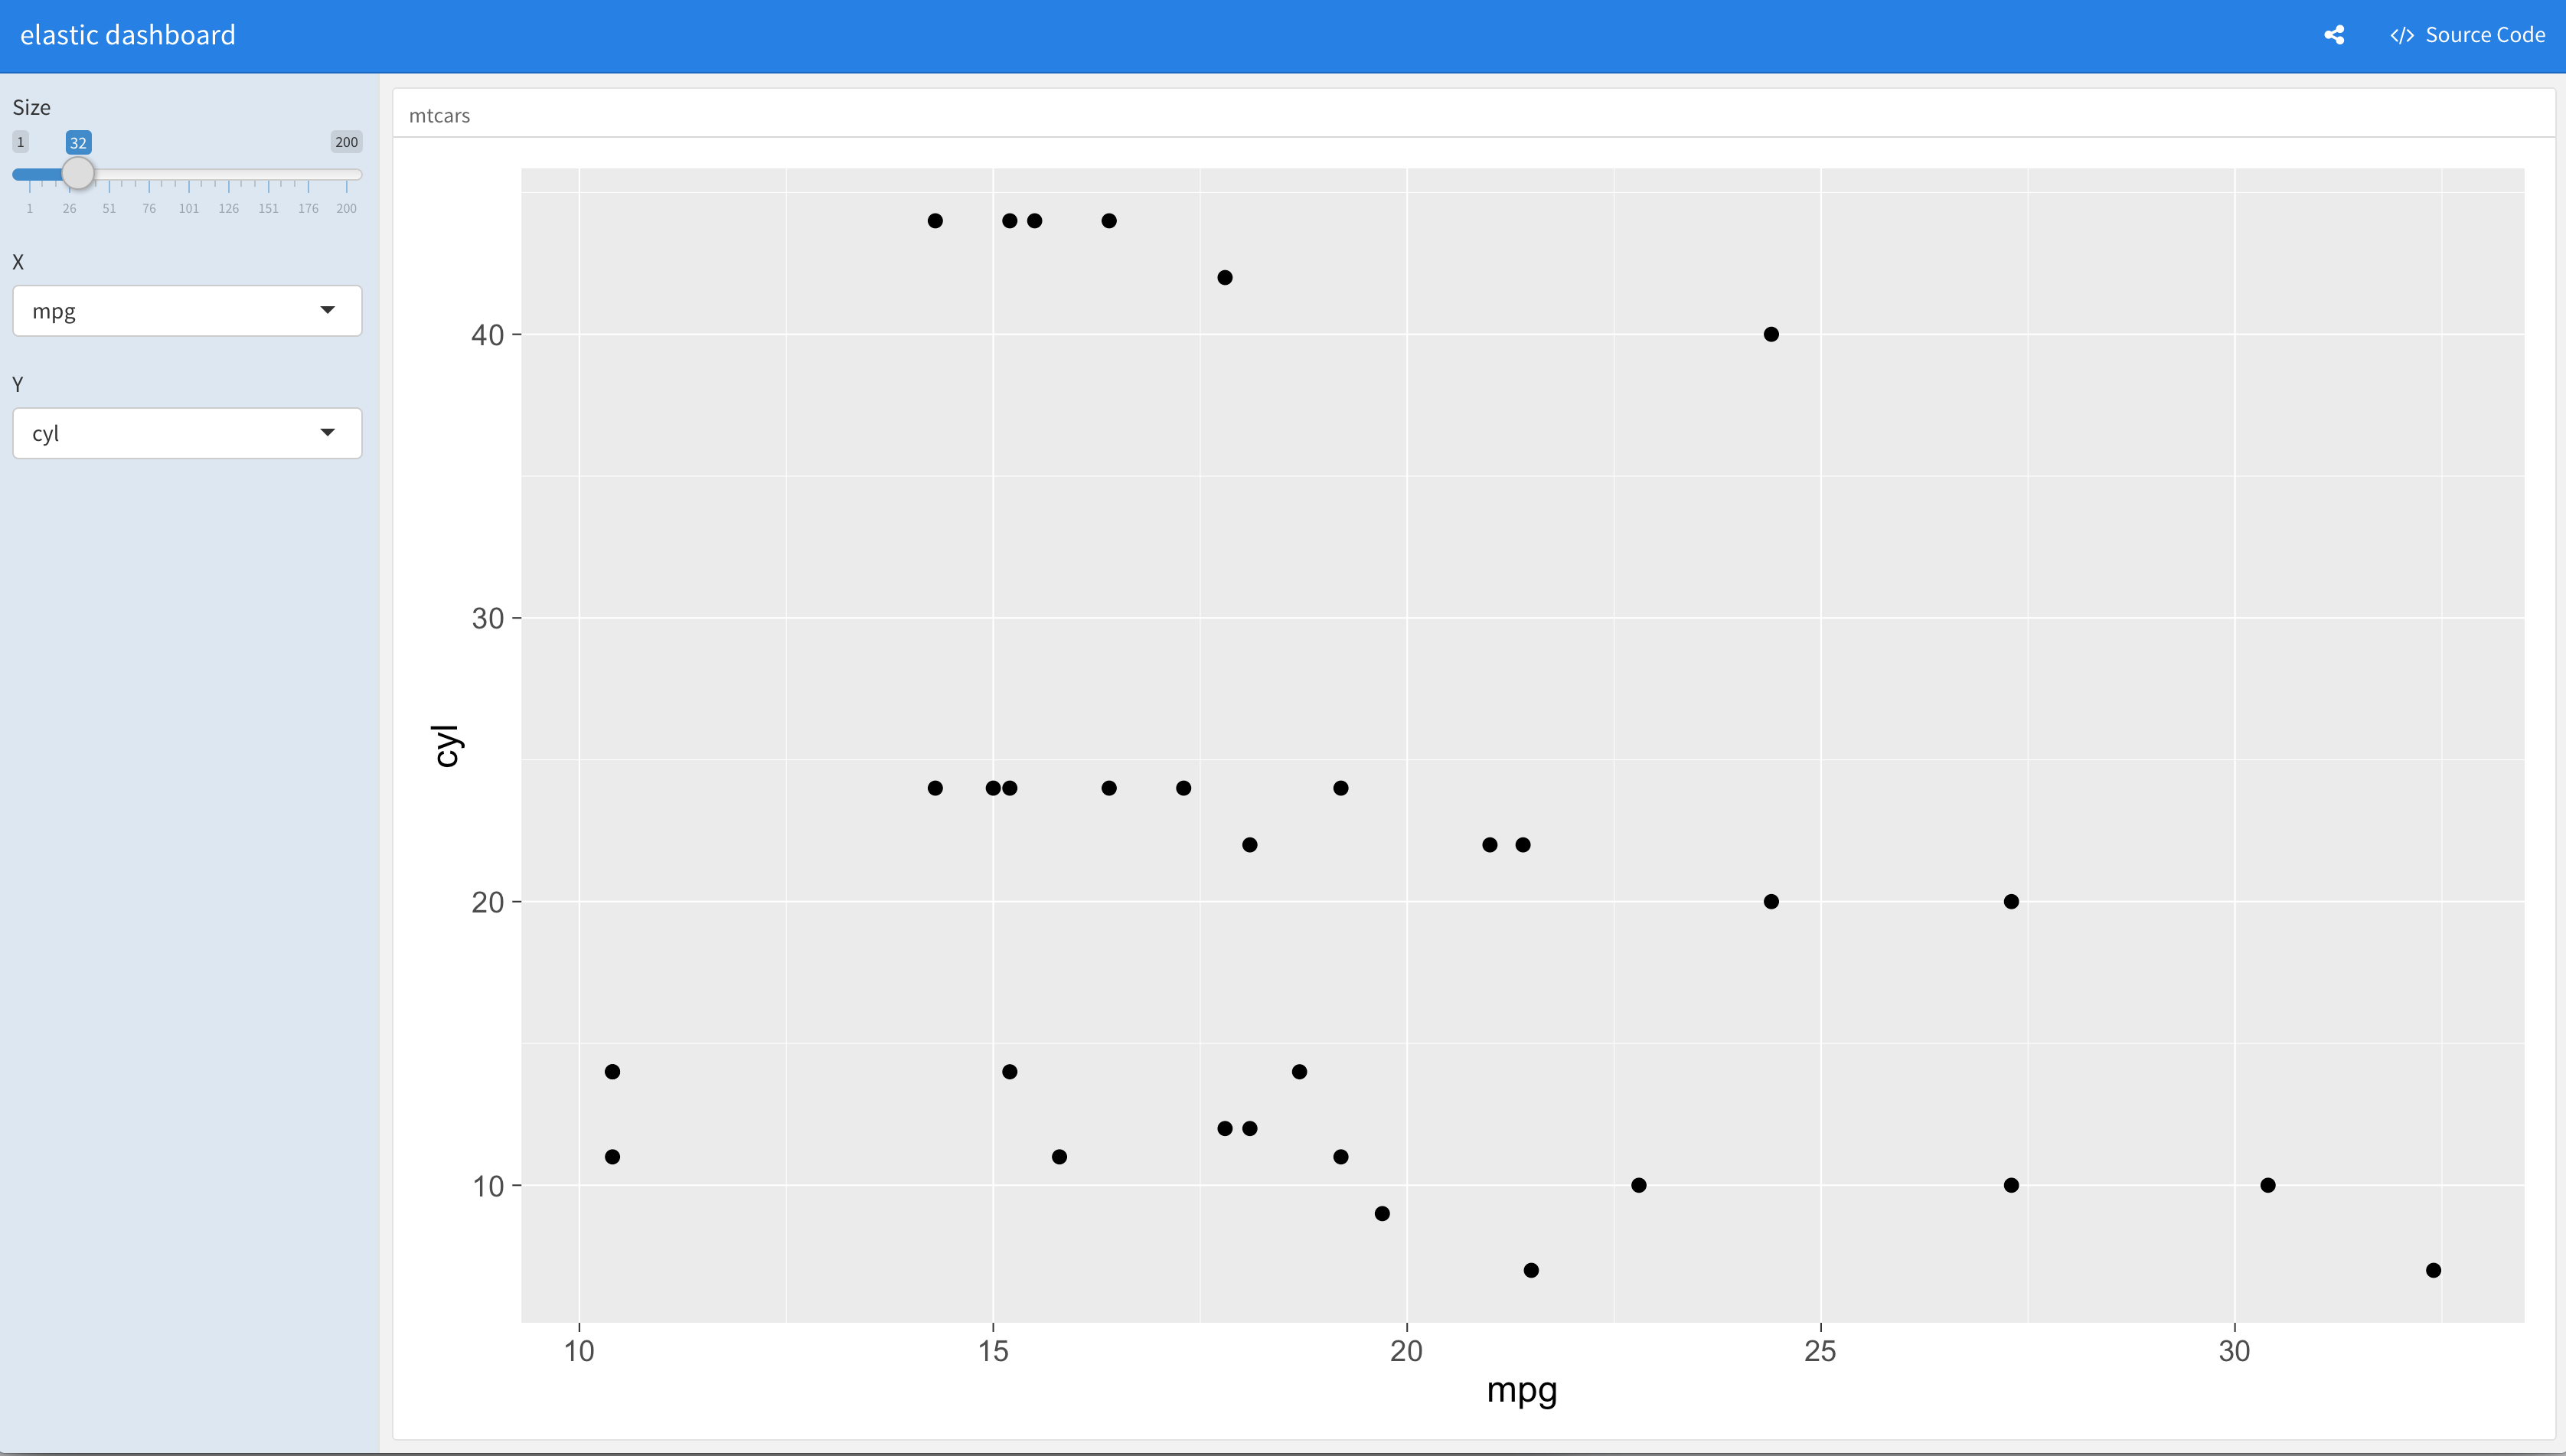 elastic dashboard
Source Code
Size
1 32 200
1 26 51 76 101 126 151 176 200
X
mpg
Y
cyl
mtcars
40
30
20
10
cyl
10 15 20 25 30
mpg